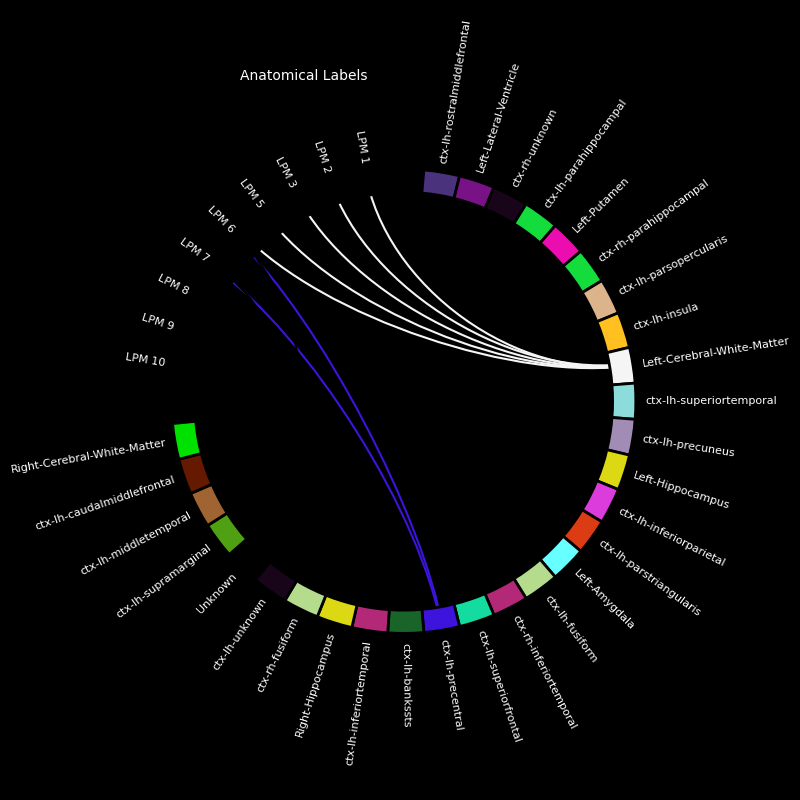 Anatomical Labels
LPM 1
LPM 2
LPM 3
LPM 5
LPM 6
LPM 7
LPM 8
LPM 9
LPM 10
ctx-lh-rostralmiddlefrontal
Left-Lateral-Ventricle
ctx-rh-unknown
ctx-lh-parahippocampal
Left-Putamen
ctx-rh-parahippocampal
ctx-lh-parsopercularis
ctx-lh-insula
Left-Cerebral-White-Matter
ctx-lh-superiortemporal
ctx-lh-precuneus
Left-Hippocampus
ctx-lh-inferiorparietal
ctx-lh-parstriangularis
Left-Amygdala
ctx-lh-fusiform
ctx-rh-inferiortemporal
ctx-lh-superiorfrontal
ctx-lh-precentral
ctx-lh-bankssts
ctx-lh-inferiortemporal
Right-Hippocampus
ctx-rh-fusiform
ctx-lh-unknown
Unknown
ctx-lh-supramarginal
ctx-lh-middletemporal
ctx-lh-caudalmiddlefrontal
Right-Cerebral-White-Matter